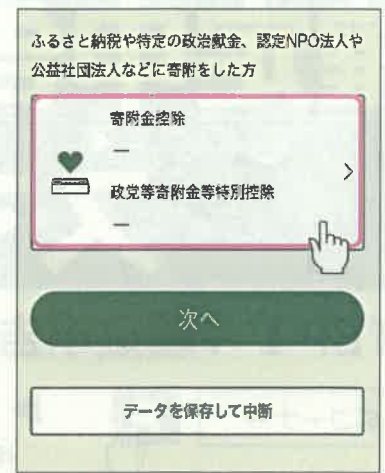 ふるさと納税や特定の政治献金、認定NPO法人や
公益社団法人などに寄附をした方
寄附金控除
―
政党等寄附金等特別控除
―
次へ
データを保存して中断